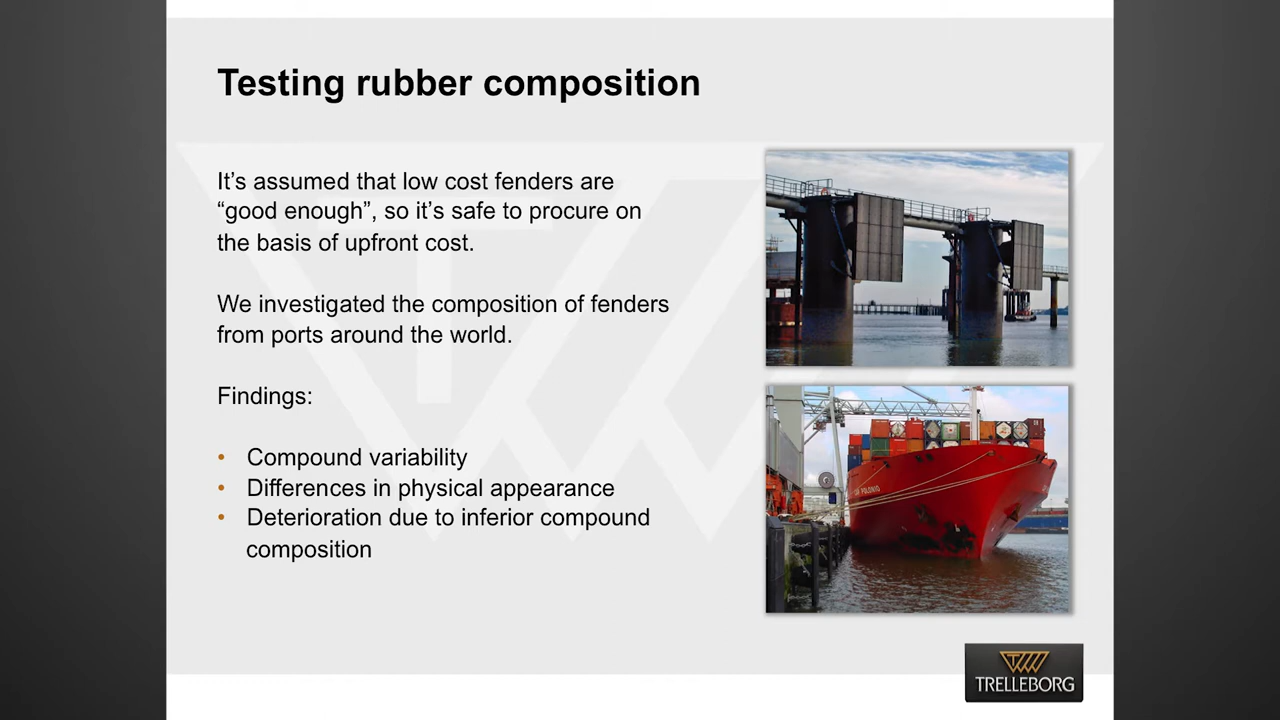 Testing rubber composition
It’s assumed that low cost fenders are
“good enough”, so it’s safe to procure on
the basis of upfront cost.
We investigated the composition of fenders
from ports around the world.
Findings:
• Compound variability
• Differences in physical appearance
• Deterioration due to inferior compound
composition
TRELLEBORG